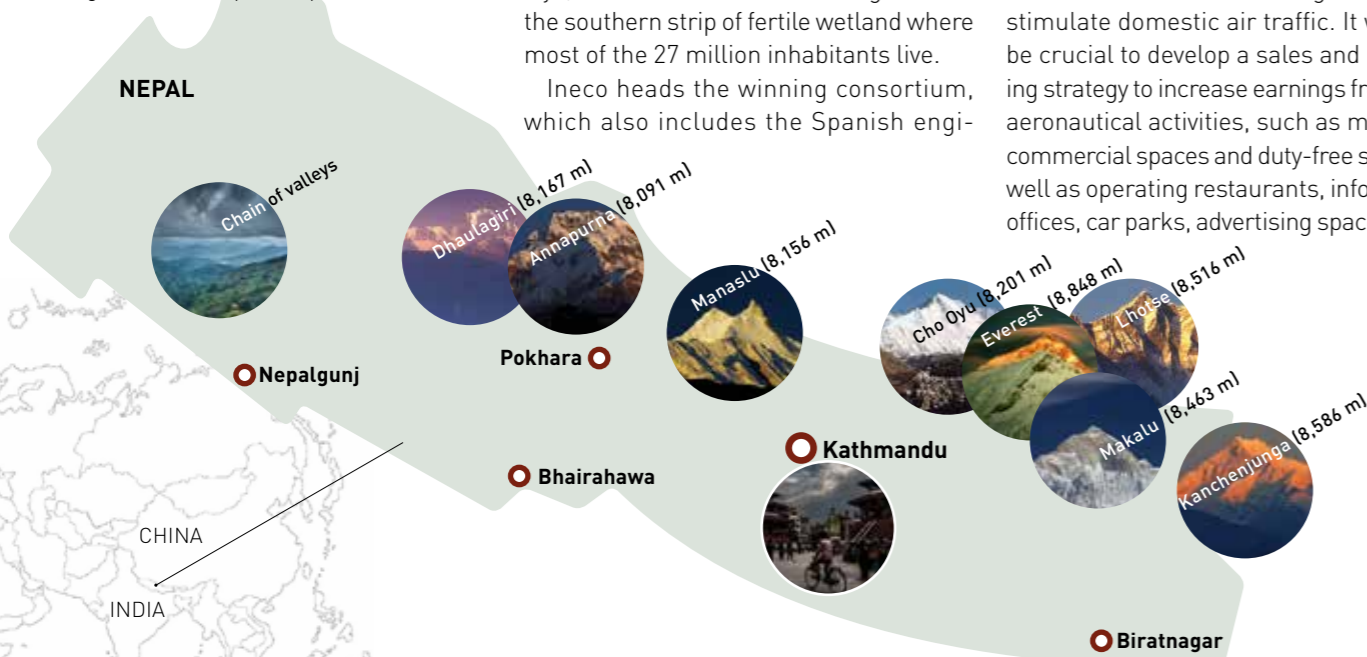 the southern strip of fertile wetland where
most of the 27 million inhabitants live.
Ineco heads the winning consortium,
which also includes the Spanish engi-
stimulate domestic air traffic. It
be crucial to develop a sales and
ing strategy to increase earnings
aeronautical activities, such as
commercial spaces and duty-free
well as operating restaurants,
offices, car parks, advertising
NEPAL
Chain of valleys
Dhaulagiri (8,167 m)
Annapurna (8,091 m)
Manaslu (8,156 m)
Cho Oyu (8,201 m)
Everest (8,848 m)
Lhotse (8,516 m)
Makalu (8,463 m)
Kanchenjunga (8,586 m)
Nepalgunj
Pokhara
Kathmandu
Bhairahawa
Biratnagar
CHINA
INDIA